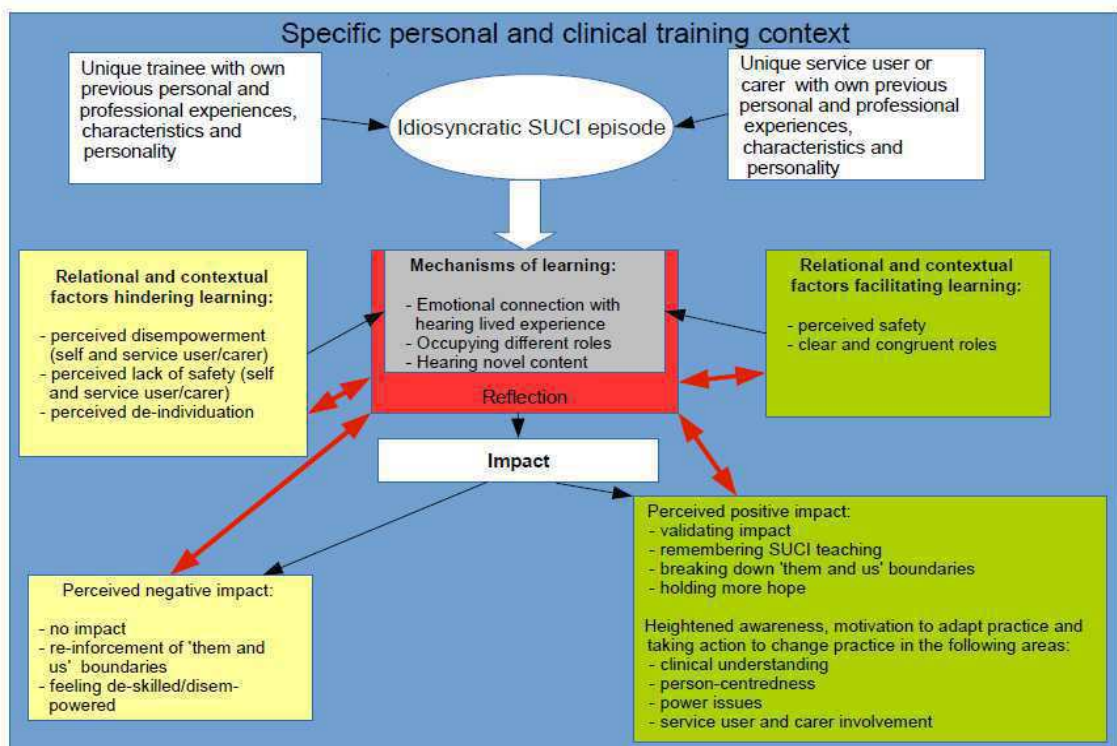 Specific personal and clinical training context
Unique trainee with own
previous personal and
professional experiences,
characteristics and
personality
Idiosyncratic SUCI episode
Unique service user or
carer with own previous
personal and professional
experiences,
characteristics and
personality
Relational and contextual
factors hindering learning:
- perceived disempowerment
(self and service user/carer)
- perceived lack of safety (self
and service user/carer)
- perceived de-individuation
Mechanisms of learning:
- Emotional connection with
hearing lived experience
- Occupying different roles
- Hearing novel content
Reflection
Relational and contextual
factors facilitating learning:
- perceived safety
- clear and congruent roles
Impact
Perceived negative impact:
- no impact
- re-inforcement of 'them and
us' boundaries
- feeling de-skilled/disem-
powered
Perceived positive impact:
- validating impact
- remembering SUCI teaching
- breaking down 'them and us' boundaries
- holding more hope
Heightened awareness, motivation to adapt practice and
taking action to change practice in the following areas:
- clinical understanding
- person-centredness
- power issues
- service user and carer involvement